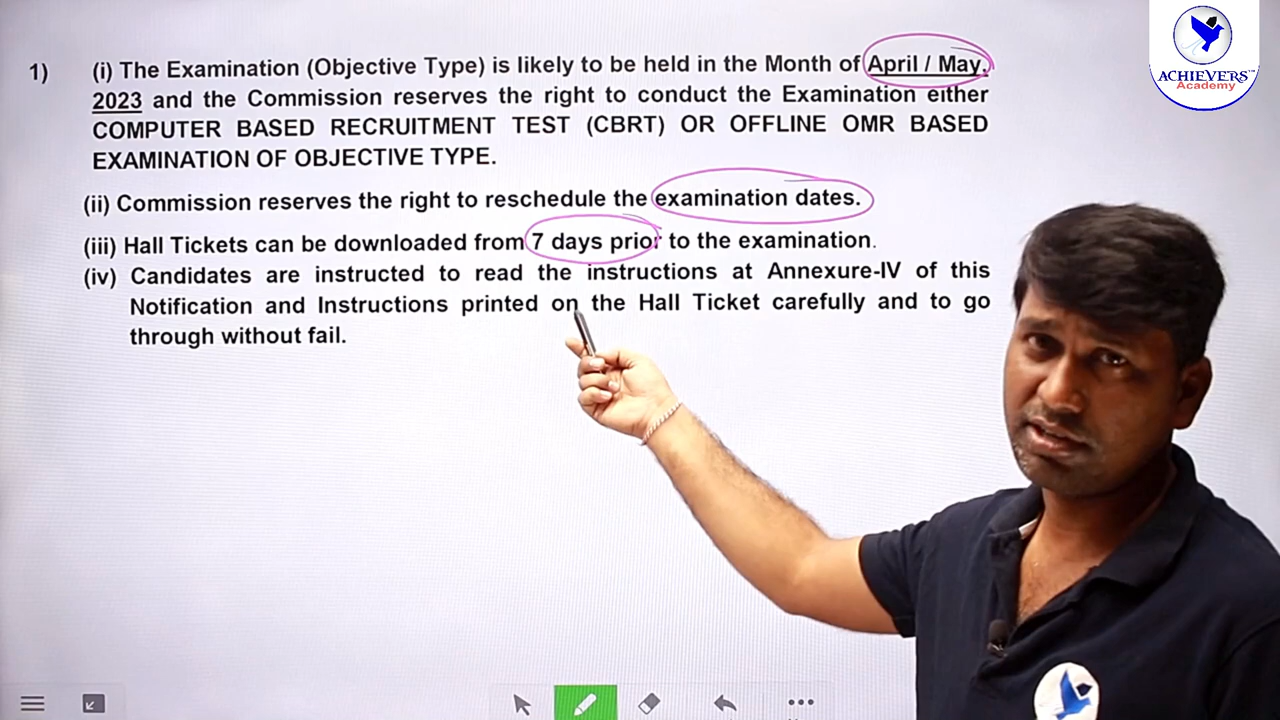 1) (i) The Examination (Objective Type) is likely to be held in the Month of April / May,
2023 and the Commission reserves the right to conduct the Examination either
COMPUTER BASED RECRUITMENT TEST (CBRT) OR OFFLINE OMR BASED
EXAMINATION OF OBJECTIVE TYPE.
(ii) Commission reserves the right to reschedule the examination dates.
(iii) Hall Tickets can be downloaded from 7 days prior to the examination.
(iv) Candidates are instructed to read the instructions at Annexure-IV of this
Notification and Instructions printed on the Hall Ticket carefully and to go
through without fail.
ACHIEVERS™
Academy